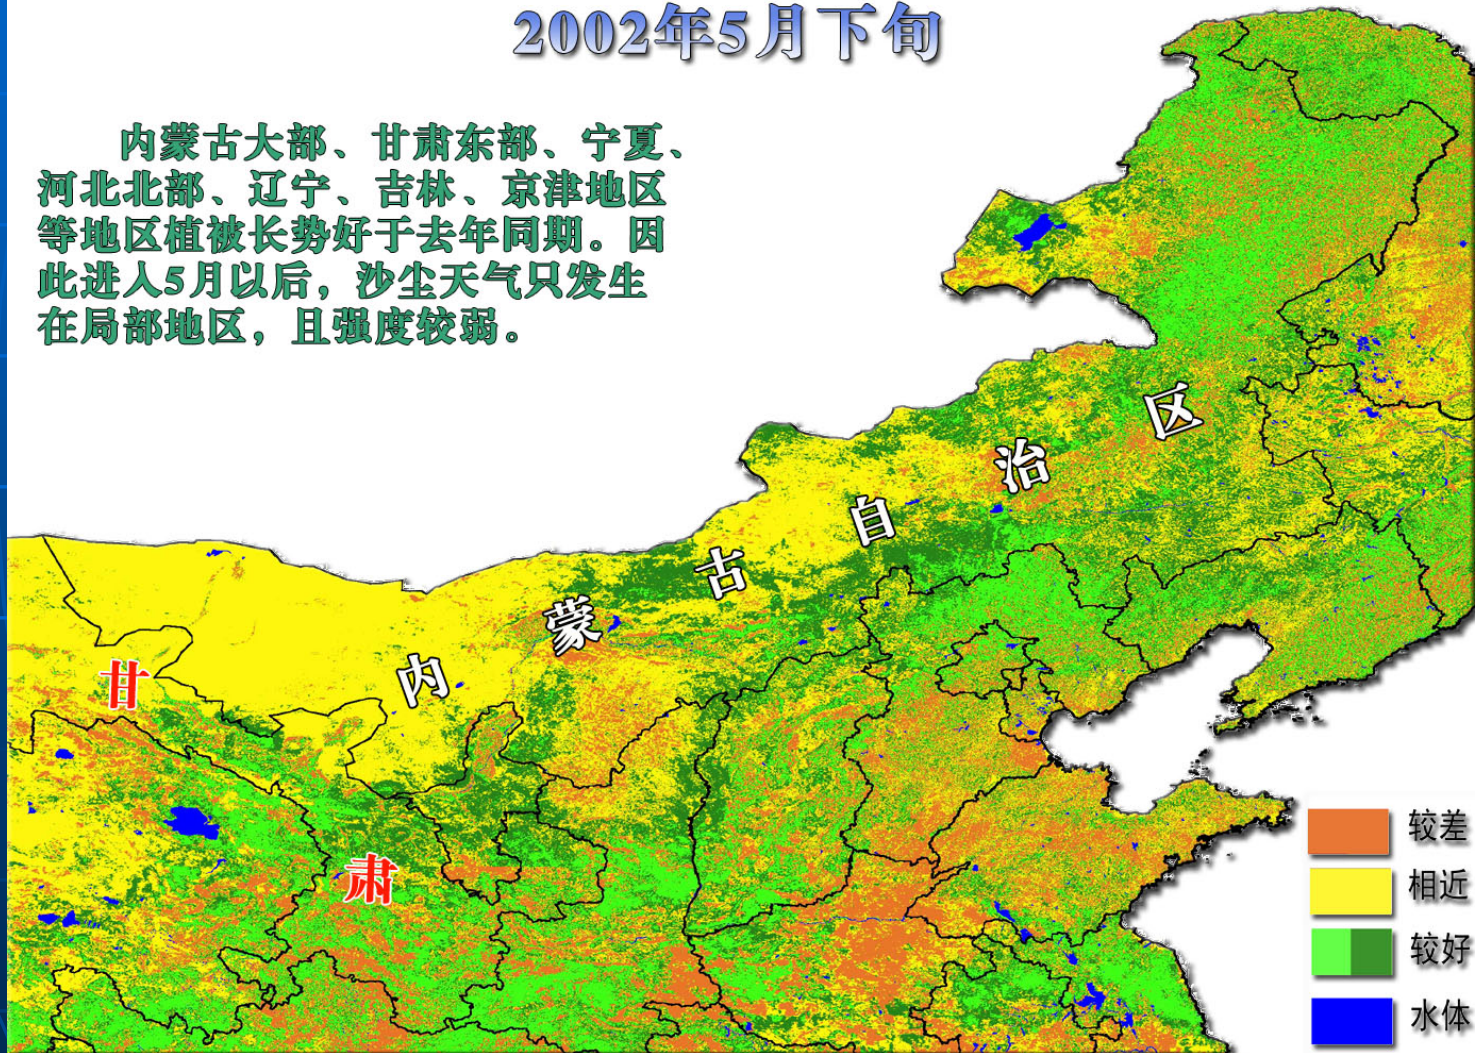 2002年5月下旬
内蒙古大部、甘肃东部、宁夏、
河北北部、辽宁、吉林、京津地区
等地区植被长势好于去年同期。因
此进入5月以后，沙尘天气只发生
在局部地区，且强度较弱。
内蒙古自治区
甘肃
较差
相近
较好
水体